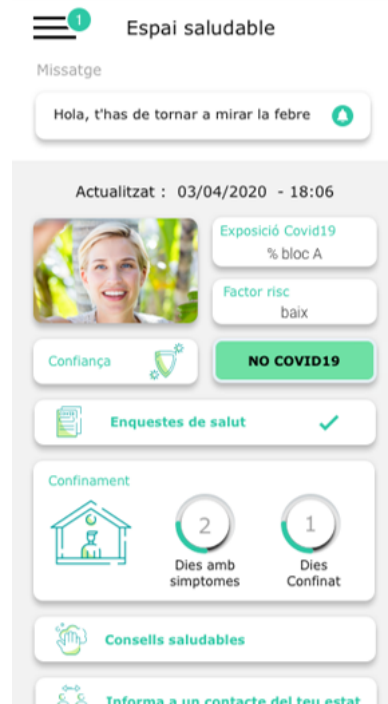 1
Espai saludable
Missatge
Hola, t'has de tornar a mirar la febre
Actualitzat : 03/04/2020 - 18:06
Exposició Covid19
% bloc A
Factor risc
baix
Confiança
NO COVID19
Enquestes de salut
Confinament
2
Dies amb
simptomes
1
Dies
Confinat
Consells saludables
Informa a un contacte del teu estat